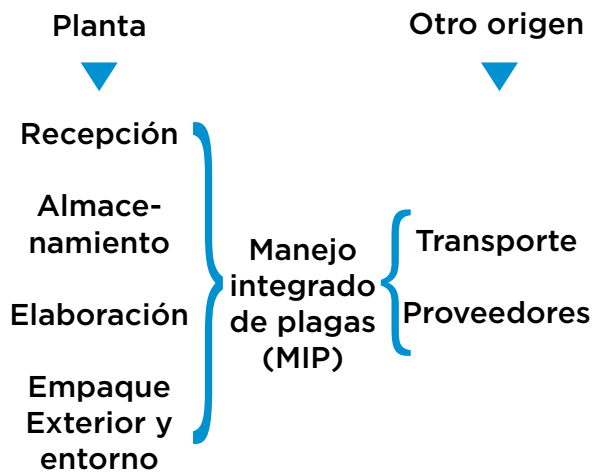 Planta
Recepción
Almace-
namiento
Elaboración
Empaque
Exterior y
entorno
Manejo
integrado
de plagas
(MIP)
Otro origen
Transporte
Proveedores